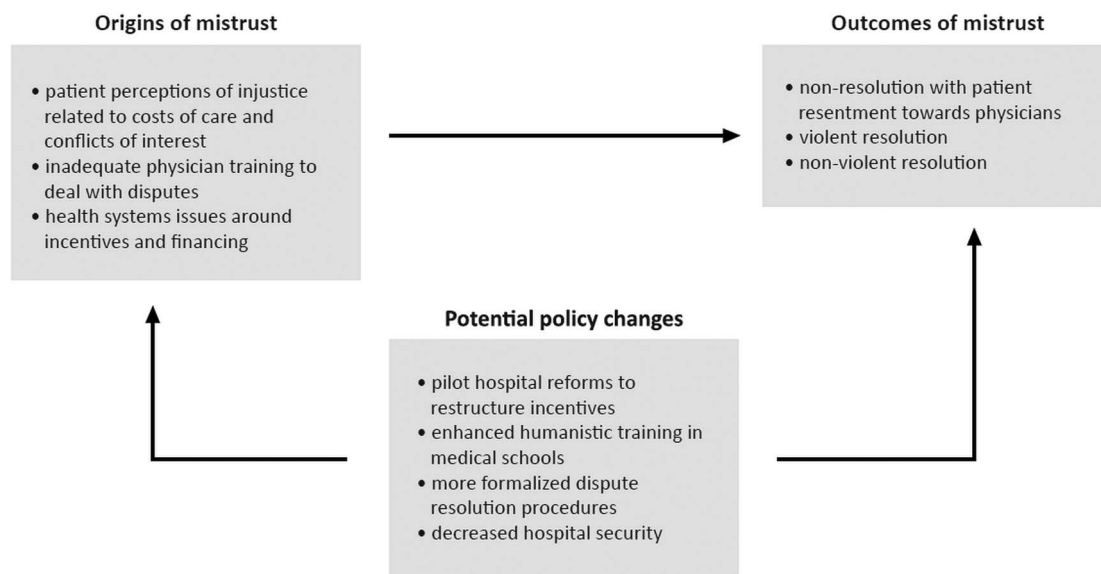 Origins of mistrust
• patient perceptions of injustice
related to costs of care and
conflicts of interest
• inadequate physician training to
deal with disputes
• health systems issues around
incentives and financing
Outcomes of mistrust
• non-resolution with patient
resentment towards physicians
• violent resolution
• non-violent resolution
Potential policy changes
• pilot hospital reforms to
restructure incentives
• enhanced humanistic training in
medical schools
• more formalized dispute
resolution procedures
• decreased hospital security